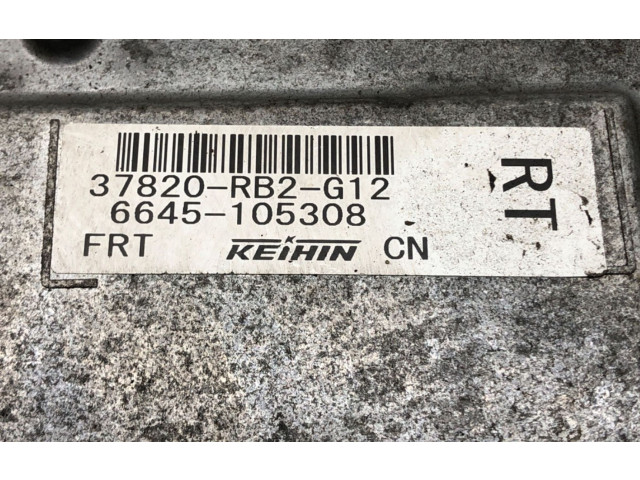 37820-RB2-G12
6645-105308
FRT KEIHIN CN
RT